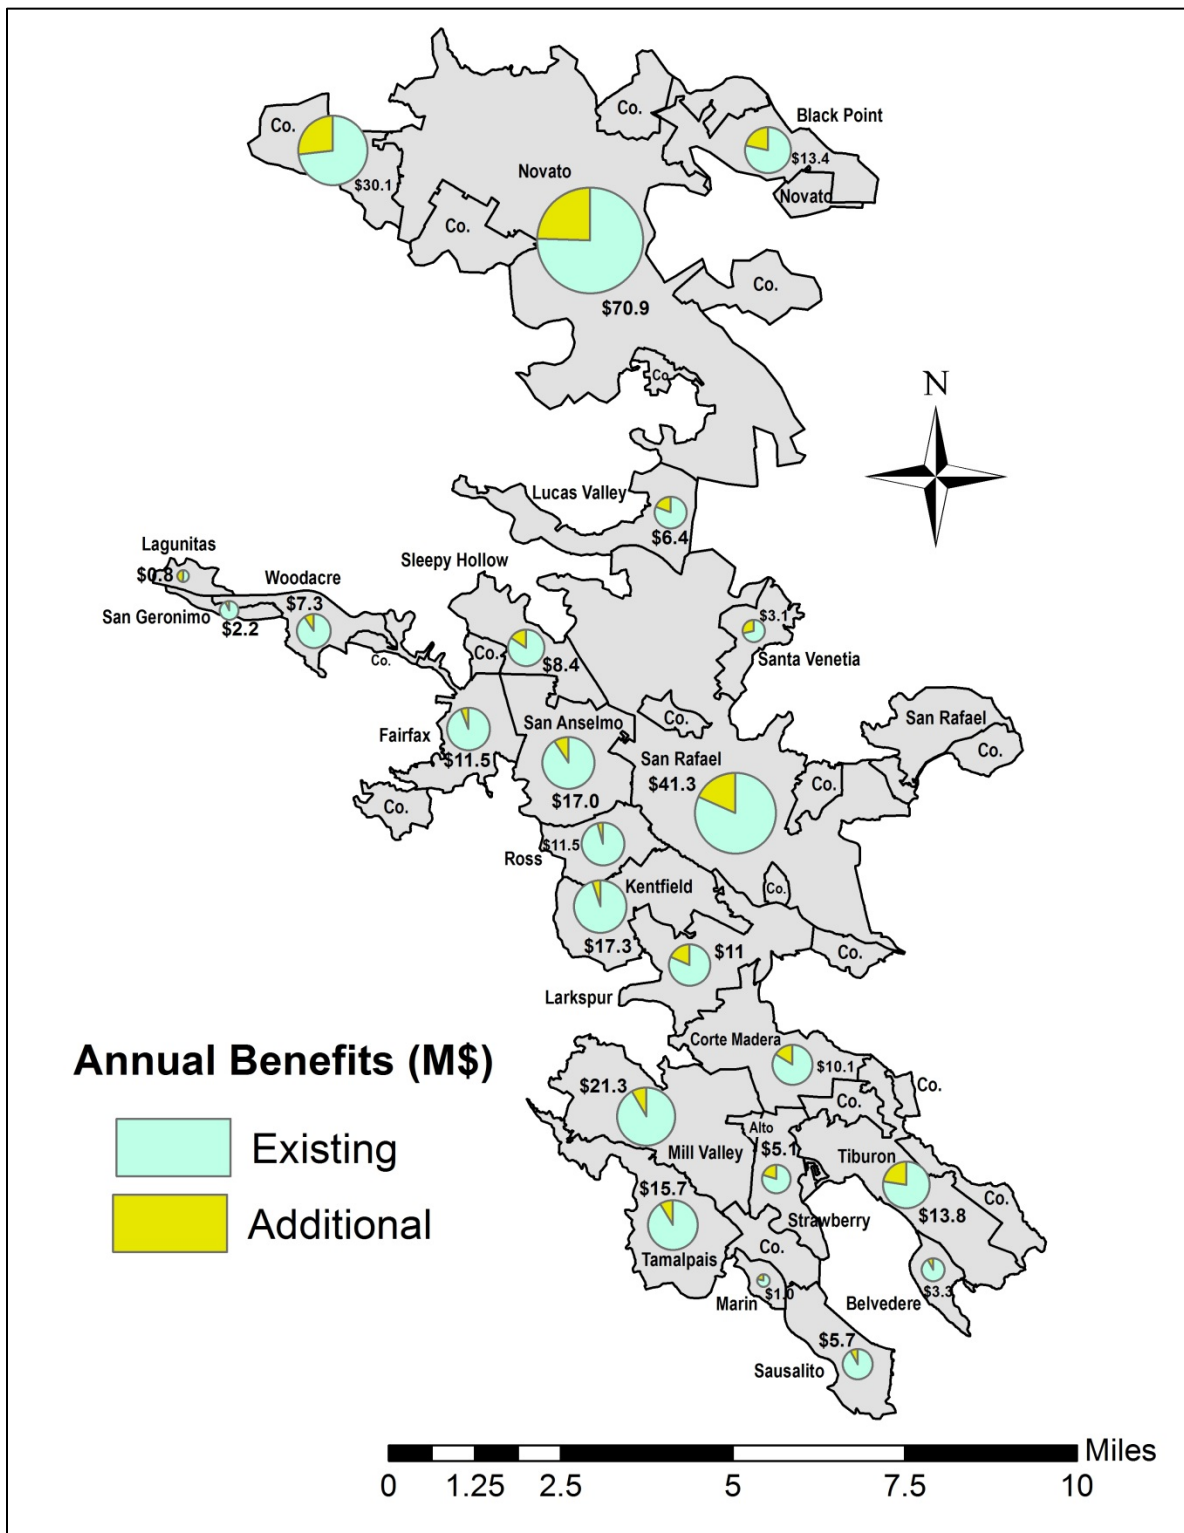 Co.
Black Point
Co.
$13.4
$30.1
Novato
Novato
Co.
$70.9
Co.
Co
N
Lucas Valley
$6.4
Lagunitas
$0.8
Sleepy Hollow
Woodacre
$7.3
San Geronimo
$2.2
Co.
$3.1
Santa Venetia
Co.
$8.4
Fairfax
$11.5
San Anselmo
$17.0
Co.
San Rafael
Co.
San Rafael
$41.3
Co.
Co.
$11.5
Ross
Kentfield
Co.
$17.3
$11
Co.
Larkspur
Corte Madera
$10.1
Co.
Co.
Annual Benefits (M$)
Existing
Additional
$21.3
Mill Valley
Alto
$5.1
Strawberry
Tiburon
$13.8
Co.
$15.7
Tamalpais
Co.
Marin
$1.0
Belvedere
$3.3
$5.7
Sausalito
Miles
0 1.25 2.5 5 7.5 10